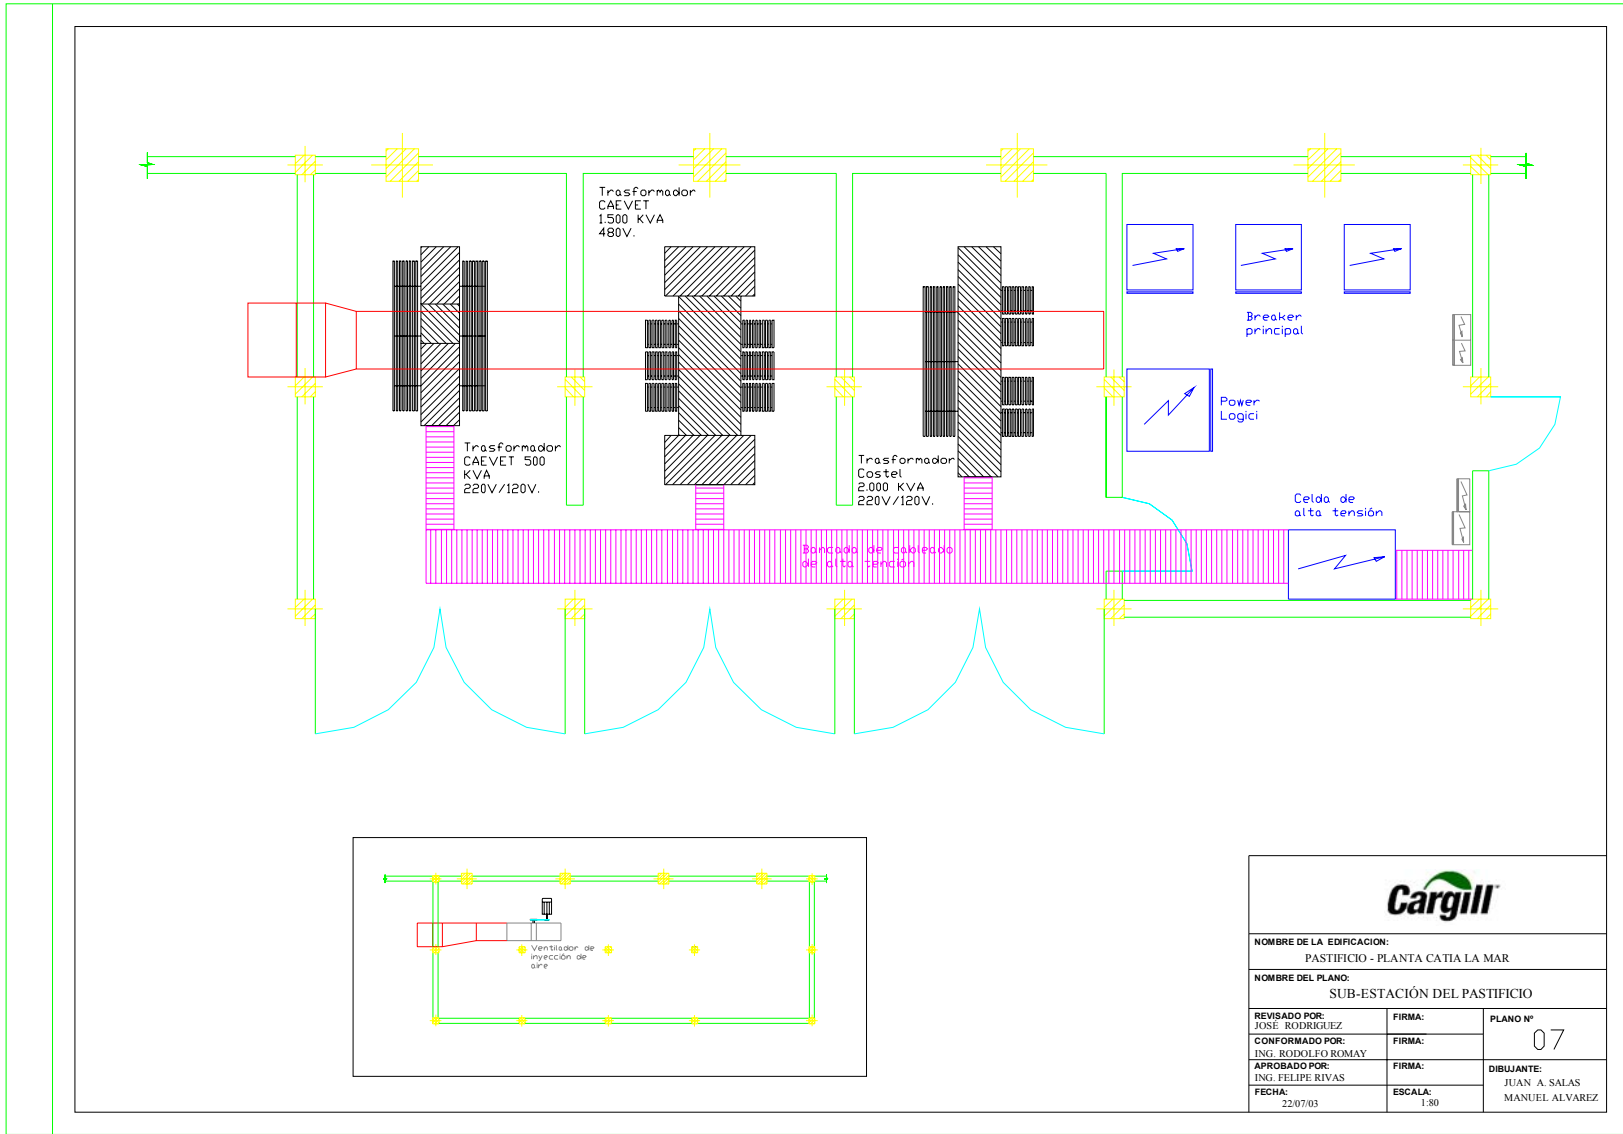 Trasformador
CAEVET
1.500 KVA
480V.
Trasformador
CAEVET 500
KVA
220V/120V.
Trasformador
Costel
2.000 KVA
220V/120V.
Breaker
principal
Power
Logici
Celda de
alta tensión
Bancada de cableado
de alta tención
Ventilador de
inyección de
aire
Cargill
NOMBRE DE LA EDIFICACION:
PASTIFICIO - PLANTA CATIA LA MAR
NOMBRE DEL PLANO:
SUB-ESTACIÓN DEL PASTIFICIO
REVISADO POR:
JOSÉ RODRIGUEZ
FIRMA:
PLANO Nº
07
CONFORMADO POR:
ING. RODOLFO ROMAY
FIRMA:
APROBADO POR:
ING. FELIPE RIVAS
FIRMA:
DIBUJANTE:
JUAN A. SALAS
MANUEL ALVAREZ
FECHA:
22/07/03
ESCALA:
1:80